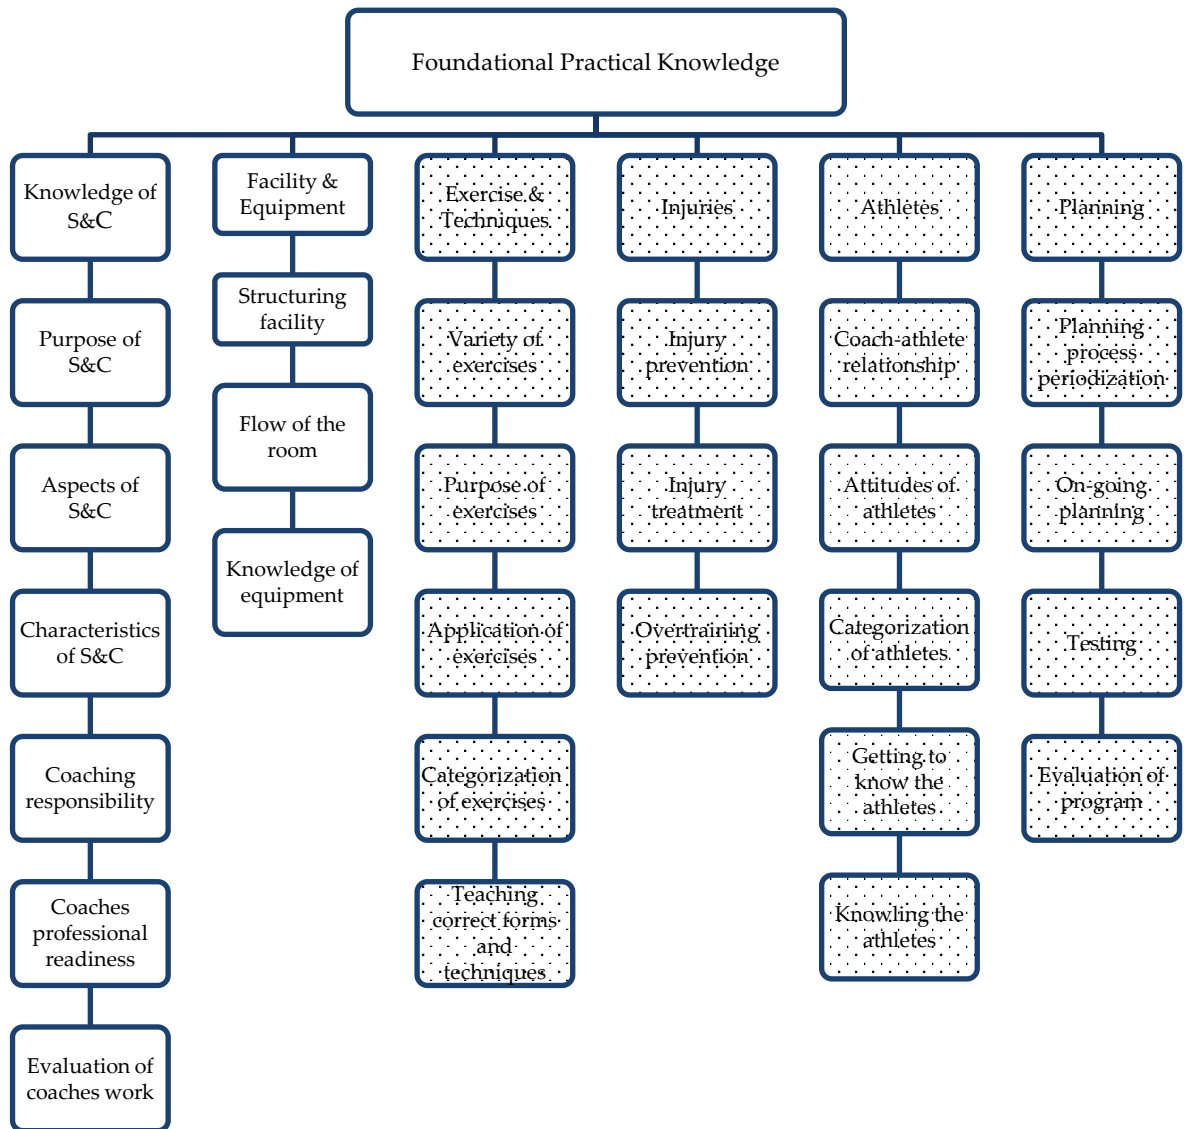 Foundational Practical Knowledge
Knowledge of
S&C
Purpose of
S&C
Aspects of
S&C
Characteristics
of S&C
Coaching
responsibility
Coaches
professional
readiness
Evaluation of
coaches work
Facility &
Equipment
Structuring
facility
Flow of the
room
Knowledge of
equipment
Exercise &
Techniques
Variety of
exercises
Purpose of
exercises
Application of
exercises
Categorization
of exercises
Teaching
correct forms
and
techniques
Injuries
Injury
prevention
Injury
treatment
Overtraining
prevention
Athletes
Coach-athlete
relationship
Attitudes of
athletes
Categorization
of athletes
Getting to
know the
athletes
Knowling the
athletes
Planning
Planning
process
periodization
On-going
planning
Testing
Evaluation of
program